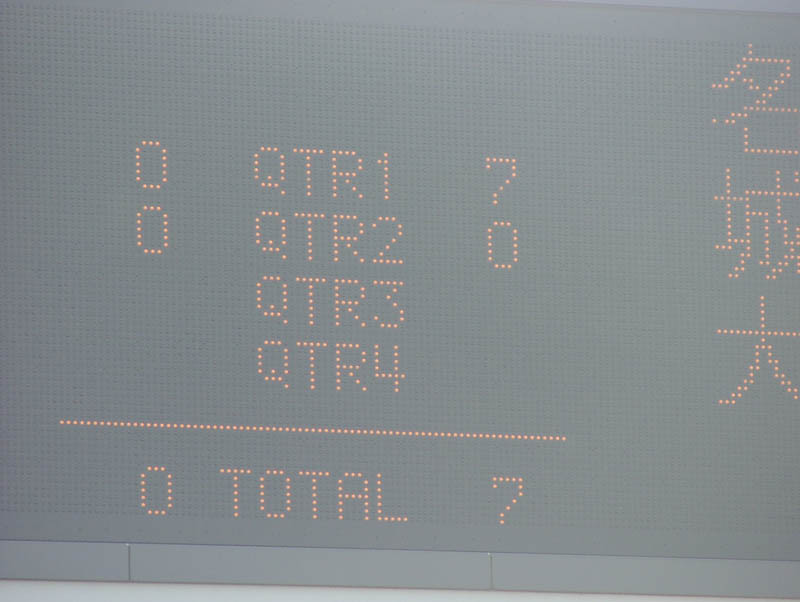 0 QTR1 7
0 QTR2 0
QTR3
QTR4
0 TOTAL 7
名城大